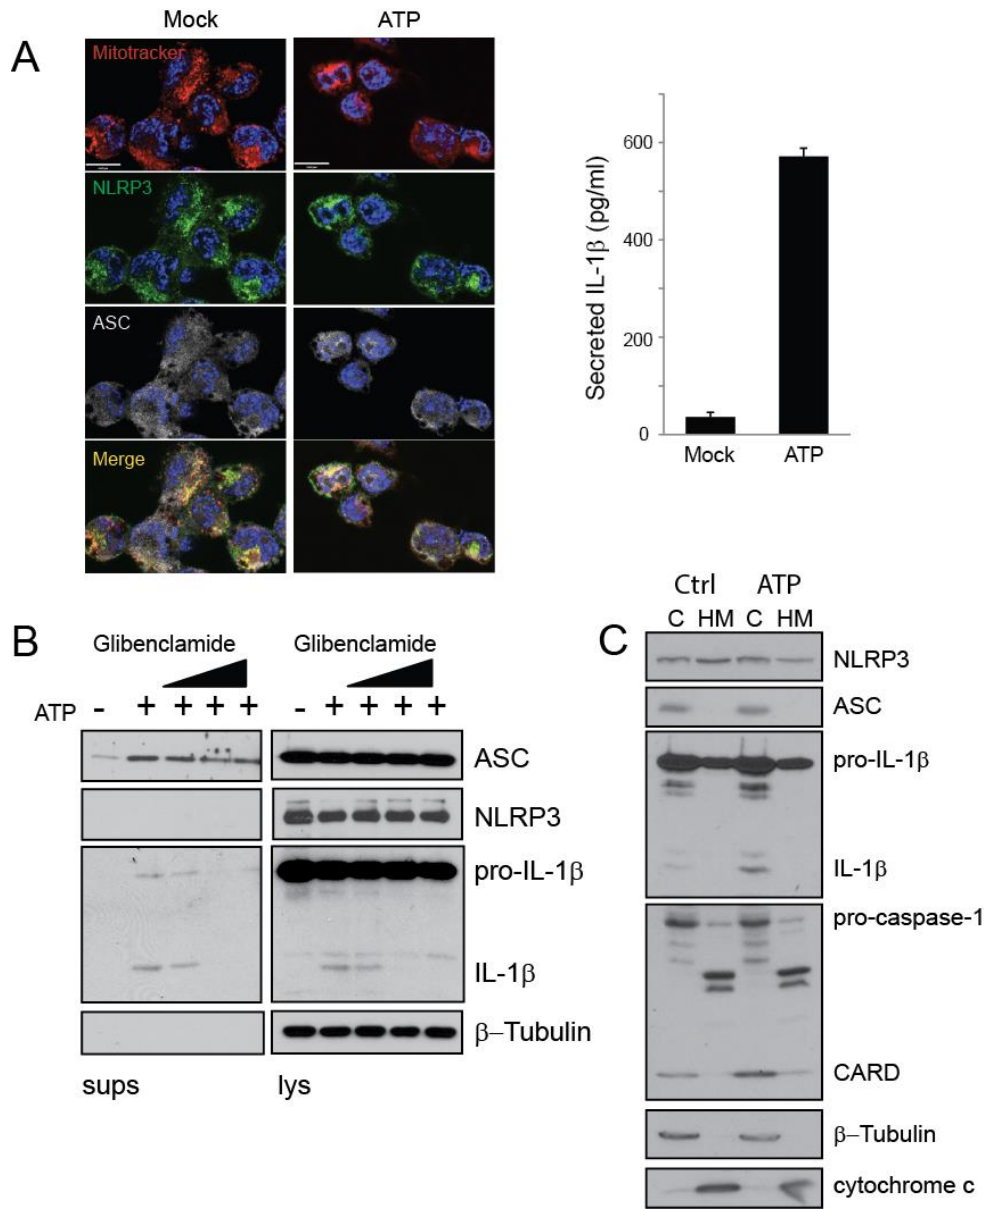 Mock
ATP
A
Mitotracker
NLRP3
ASC
Merge
Secreted IL-1β (pg/ml)
600
400
200
0
Mock
ATP
B
Glibenclamide
Glibenclamide
ATP - + + + +
- + + + +
ASC
NLRP3
pro-IL-1β
IL-1β
β–Tubulin
sups
lys
C
Ctrl
ATP
C HM C HM
NLRP3
ASC
pro-IL-1β
IL-1β
pro-caspase-1
CARD
β–Tubulin
cytochrome c